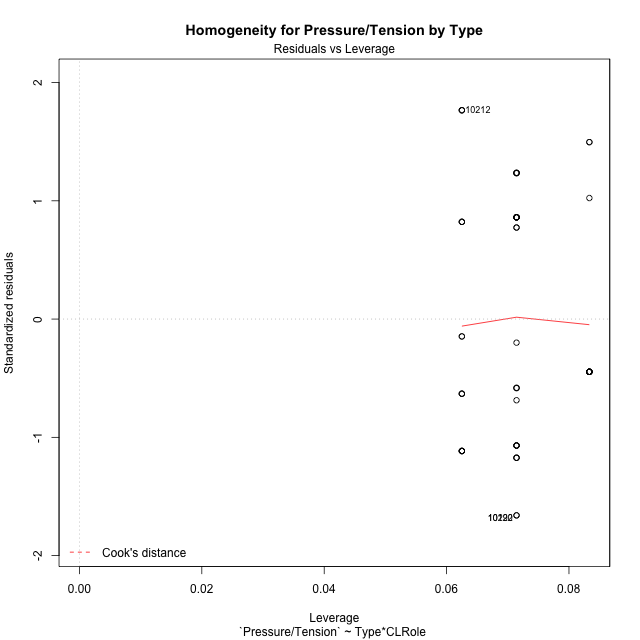 Homogeneity for Pressure/Tension by Type
Residuals vs Leverage
Standardized residuals
2
1
0
-1
-2
10212
Cook's distance
0.00 0.02 0.04 0.06 0.08
Leverage
`Pressure/Tension` ~ Type*CLRole